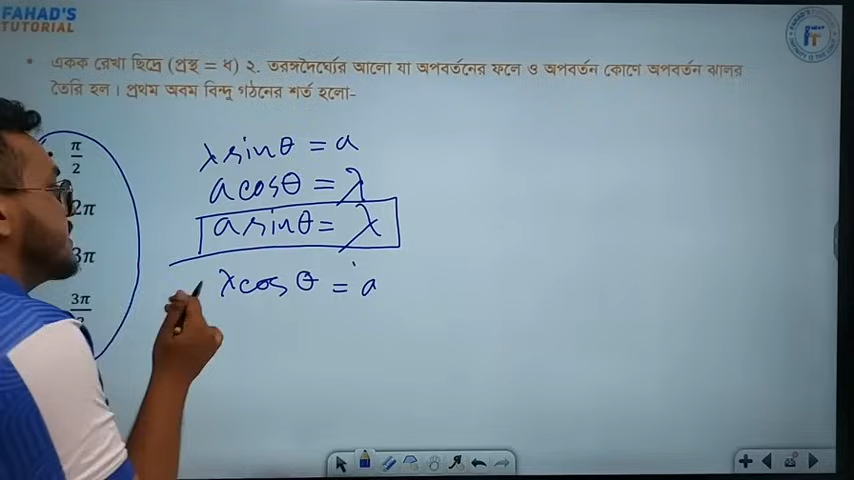 FAHAD'S
TUTORIAL
• একক রেখা ছিদ্রে (প্রস্থ = a) ২. তরঙ্গদৈর্ঘ্যের আলো যা অপবর্তনের ফলে ও অপবর্তন কোণে অপবর্তন ঝালর
তৈরি হল। প্রথম অবম বিন্দু গঠনের শর্ত হলো-
π/2
2π
3π
3π
λ sinθ = a
a cosθ = λ
a sinθ = λ
λ cosθ = a